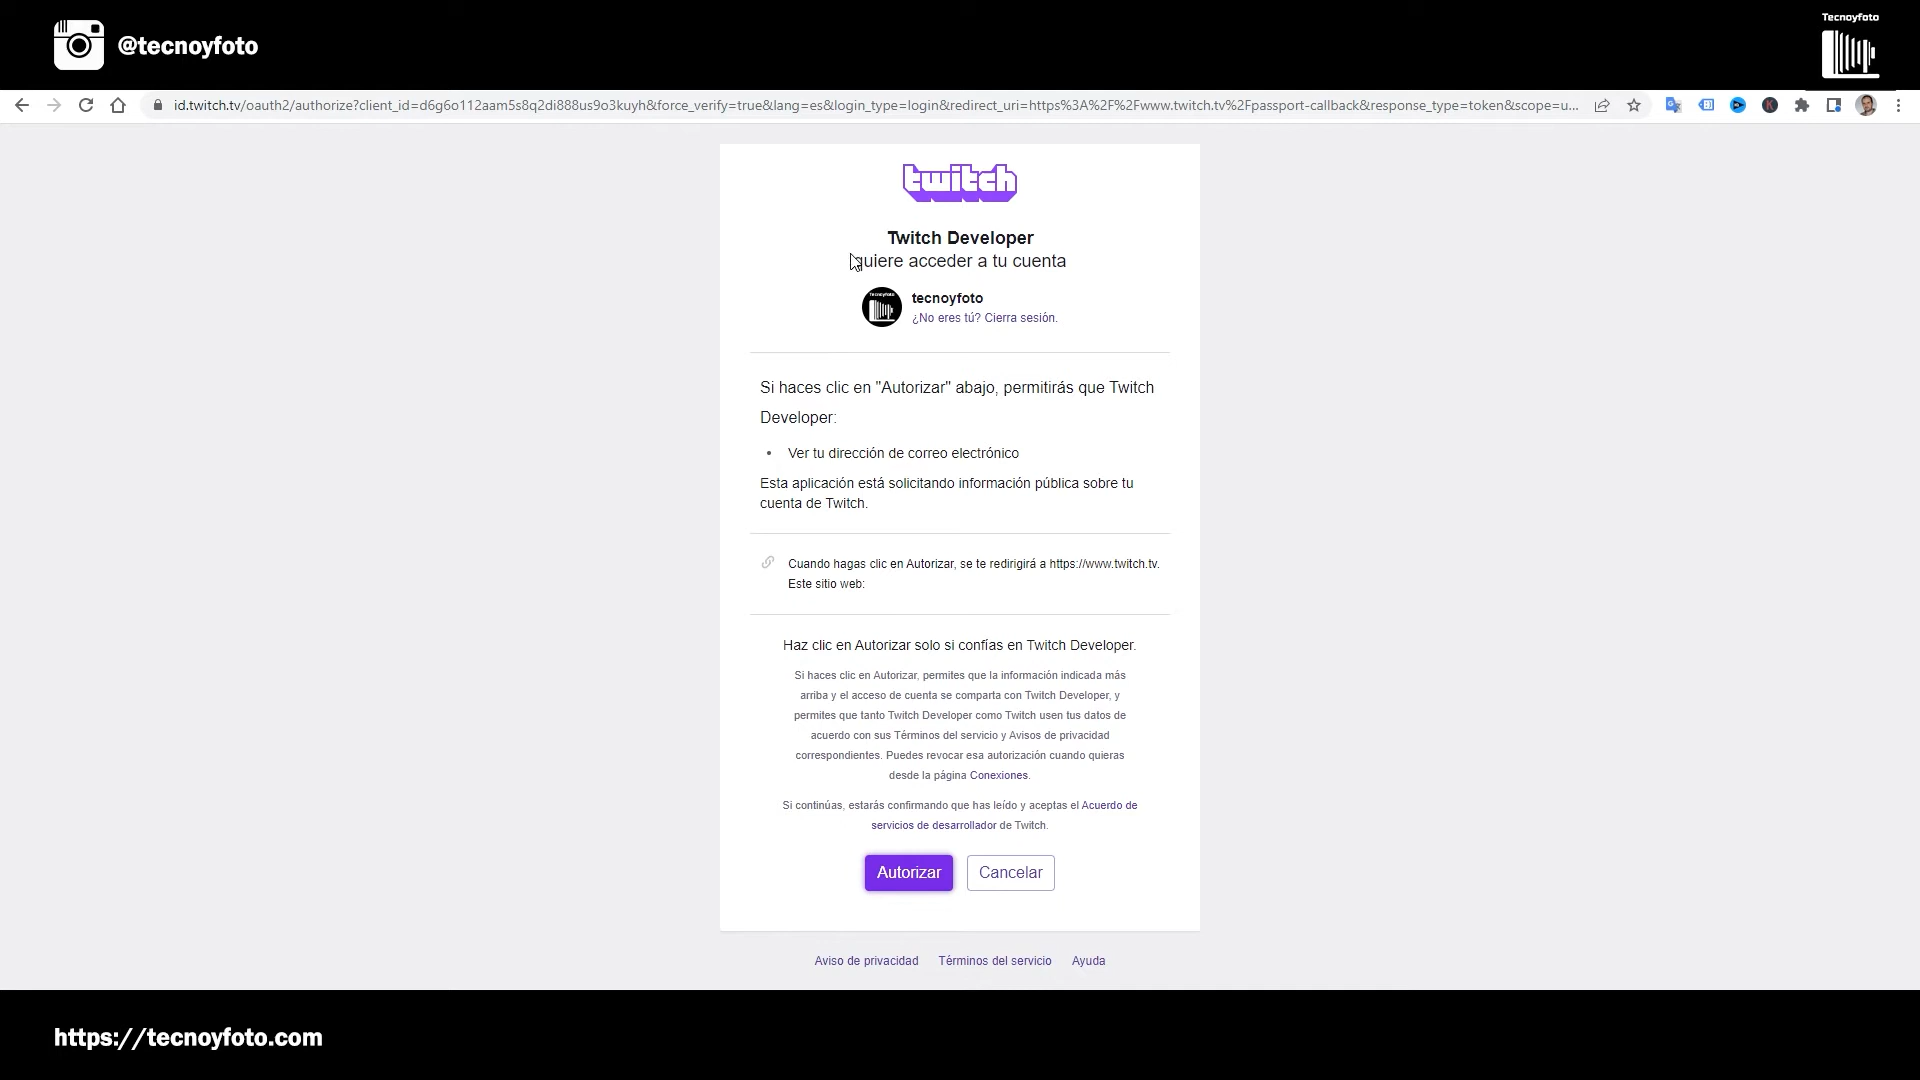 @tecnoyfoto
Tecnoyfoto
id.twitch.tv/oauth2/authorize?client_id=d6g6o112aam5s8q2di888us9o3kuyh&force_verify=true&lang=es&login_type=login&redirect_uri=https%3A%2F%2Fwww.twitch.tv%2Fpassport-callback&response_type=token&scope=u...
twitch
Twitch Developer
quiere acceder a tu cuenta
tecnoyfoto
¿No eres tú? Cierra sesión.
Si haces clic en "Autorizar" abajo, permitirás que Twitch
Developer:
• Ver tu dirección de correo electrónico
Esta aplicación está solicitando información pública sobre tu
cuenta de Twitch.
Cuando hagas clic en Autorizar, se te redirigirá a https://www.twitch.tv.
Este sitio web:
Haz clic en Autorizar solo si confías en Twitch Developer.
Si haces clic en Autorizar, permites que la información indicada más
arriba y el acceso de cuenta se comparta con Twitch Developer, y
permites que tanto Twitch Developer como Twitch usen tus datos de
acuerdo con sus Términos del servicio y Avisos de privacidad
correspondientes. Puedes revocar esa autorización cuando quieras
desde la página Conexiones.
Si continúas, estarás confirmando que has leído y aceptas el Acuerdo de
servicios de desarrollador de Twitch.
Autorizar Cancelar
Aviso de privacidad Términos del servicio Ayuda
https://tecnoyfoto.com